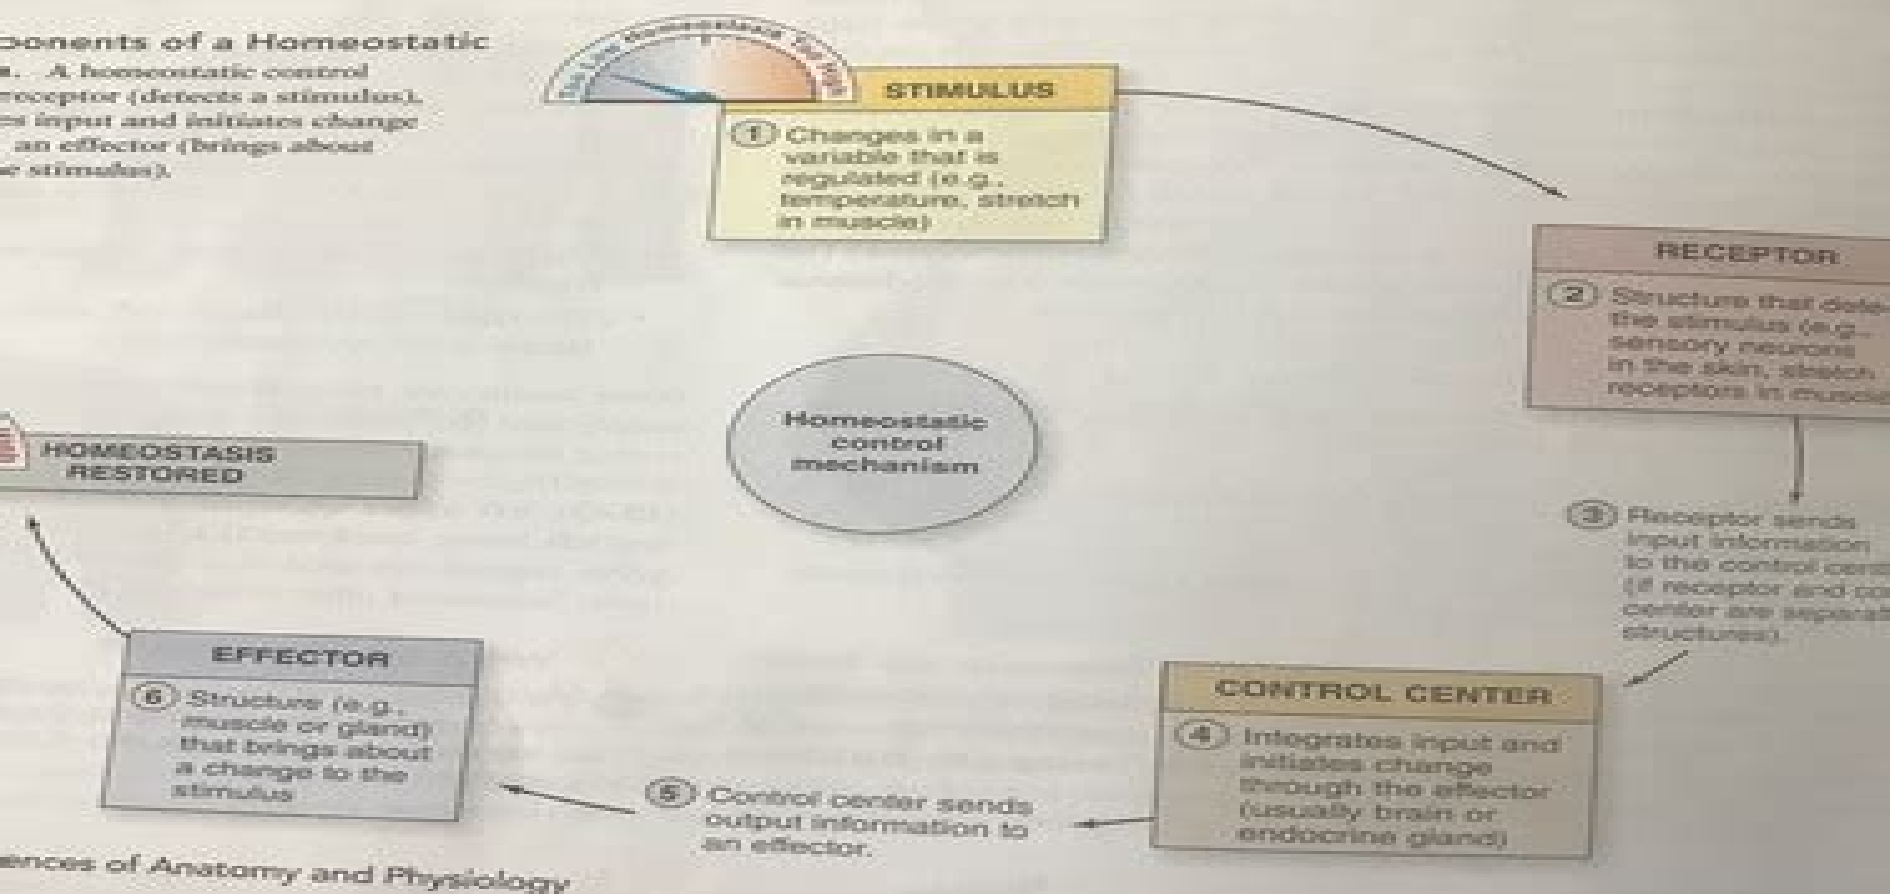 ponents of a Homeostatic
s. A homeostatic control
receptor (detects a stimulus),
es input and initiates change
an effector (brings about
e stimulus).
Too Low Homeostasis Too High
STIMULUS
1 Changes in a
variable that is
regulated (e.g.,
temperature, stretch
in muscle)
RECEPTOR
2 Structure that dete
the stimulus (e.g.,
sensory neurons
in the skin, stretch
receptors in muscle
3 Receptor sends
input information
to the control cent
(if receptor and co
center are separat
structures).
CONTROL CENTER
4 Integrates input and
initiates change
through the effector
(usually brain or
endocrine gland)
5 Control center sends
output information to
an effector.
EFFECTOR
6 Structure (e.g.,
muscle or gland)
that brings about
a change to the
stimulus
HOMEOSTASIS
RESTORED
Homeostatic
control
mechanism
ences of Anatomy and Physiology